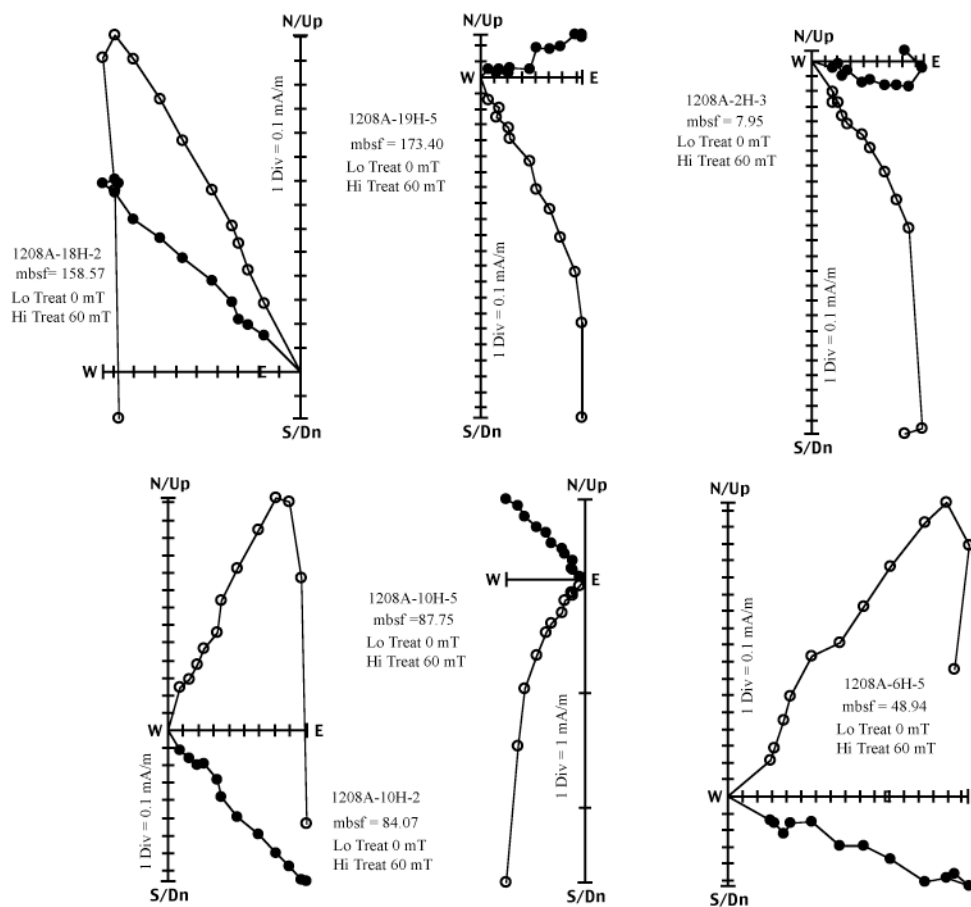 N/Up
1 Div = 0.1 mA/m
1208A-18H-2
mbsf= 158.57
Lo Treat 0 mT
Hi Treat 60 mT
W
E
S/Dn
N/Up
1208A-19H-5
mbsf = 173.40
Lo Treat 0 mT
Hi Treat 60 mT
W
E
1 Div = 0.1 mA/m
S/Dn
N/Up
W
E
1208A-2H-3
mbsf = 7.95
Lo Treat 0 mT
Hi Treat 60 mT
1 Div = 0.1 mA/m
S/Dn
N/Up
W
E
1 Div = 0.1 mA/m
1208A-10H-2
mbsf = 84.07
Lo Treat 0 mT
Hi Treat 60 mT
S/Dn
N/Up
W
E
1208A-10H-5
mbsf =87.75
Lo Treat 0 mT
Hi Treat 60 mT
1 Div = 1 mA/m
S/Dn
N/Up
1 Div = 0.1 mA/m
1208A-6H-5
mbsf = 48.94
Lo Treat 0 mT
Hi Treat 60 mT
W
E
S/Dn